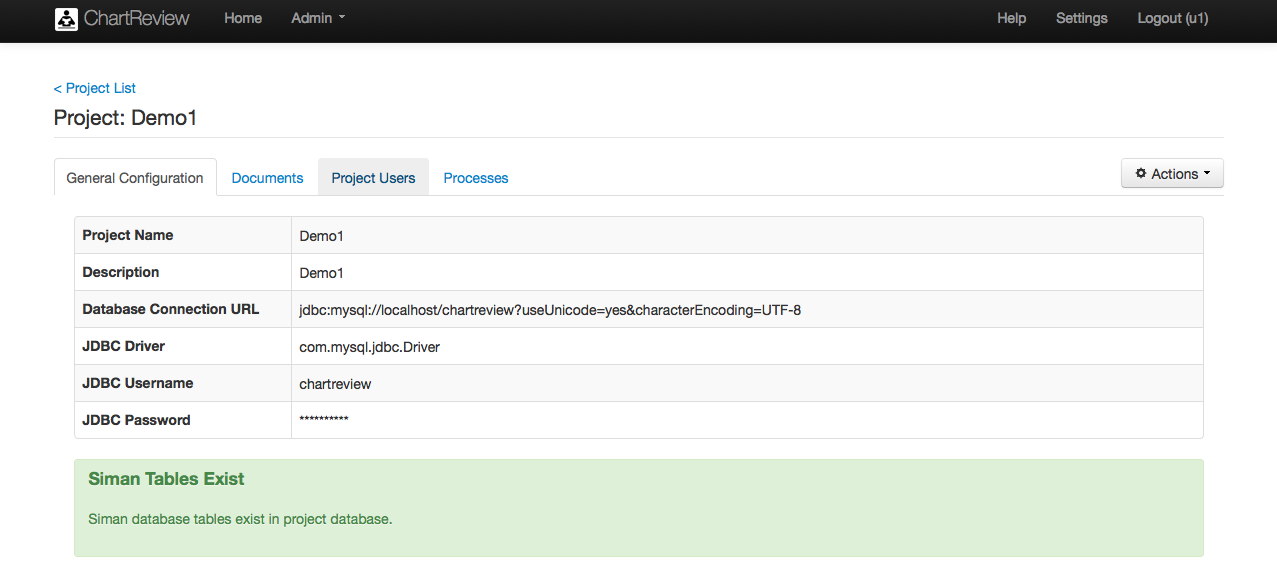 ChartReview Home Admin Help Settings Logout (u1)
< Project List
Project: Demo1
General Configuration Documents Project Users Processes Actions
Project Name Demo1
Description Demo1
Database Connection URL jdbc:mysql://localhost/chartreview?useUnicode=yes&characterEncoding=UTF-8
JDBC Driver com.mysql.jdbc.Driver
JDBC Username chartreview
JDBC Password **********
Siman Tables Exist
Siman database tables exist in project database.